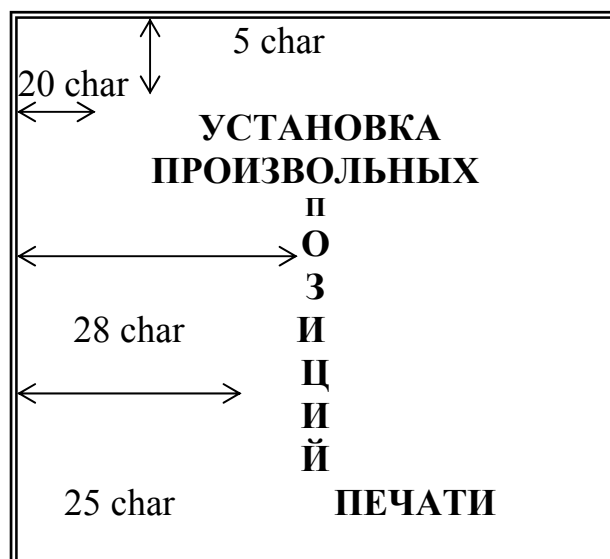 5 char
20 char
УСТАНОВКА
ПРОИЗВОЛЬНЫХ
П
О
З
И
28 char
Ц
И
Й
25 char ПЕЧАТИ